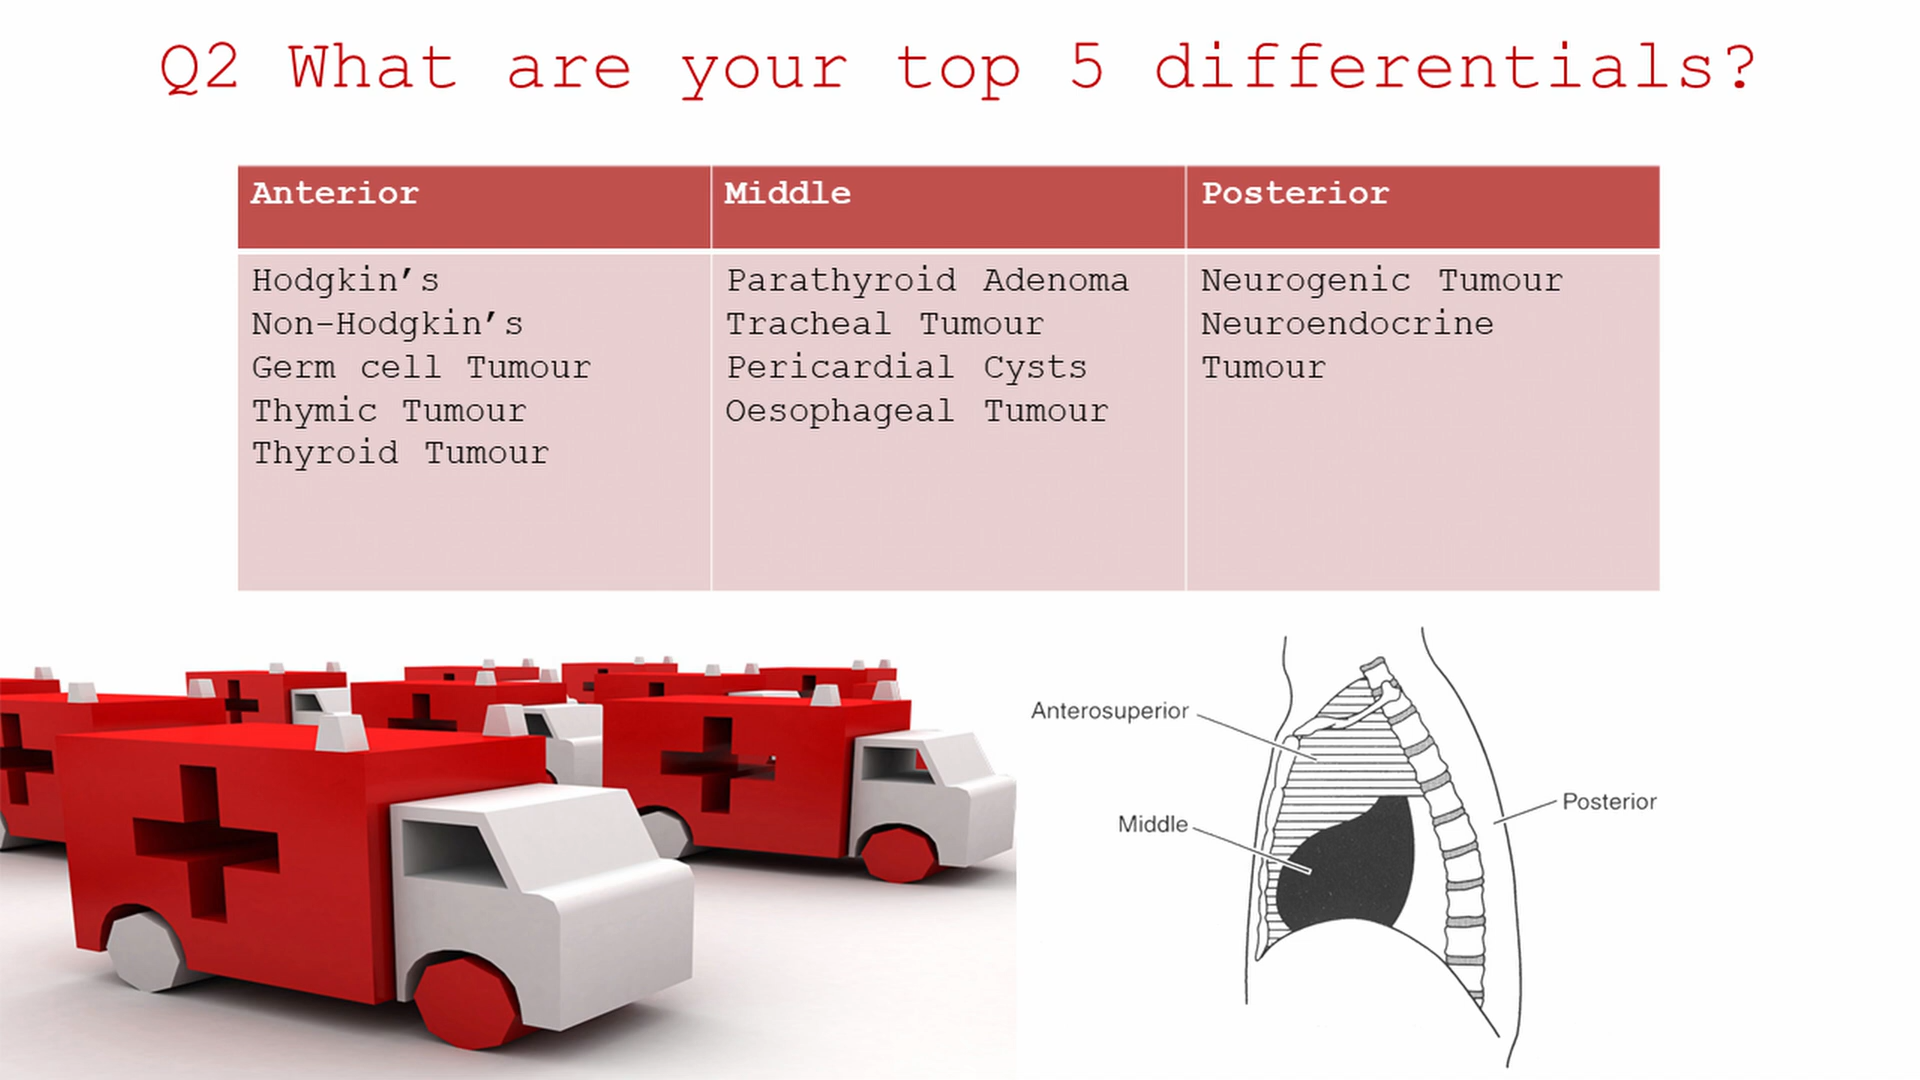 Q2 What are your top 5 differentials?
Anterior
Middle
Posterior
Hodgkin’s
Non-Hodgkin’s
Germ cell Tumour
Thymic Tumour
Thyroid Tumour
Parathyroid Adenoma
Tracheal Tumour
Pericardial Cysts
Oesophageal Tumour
Neurogenic Tumour
Neuroendocrine
Tumour
Anterosuperior
Middle
Posterior